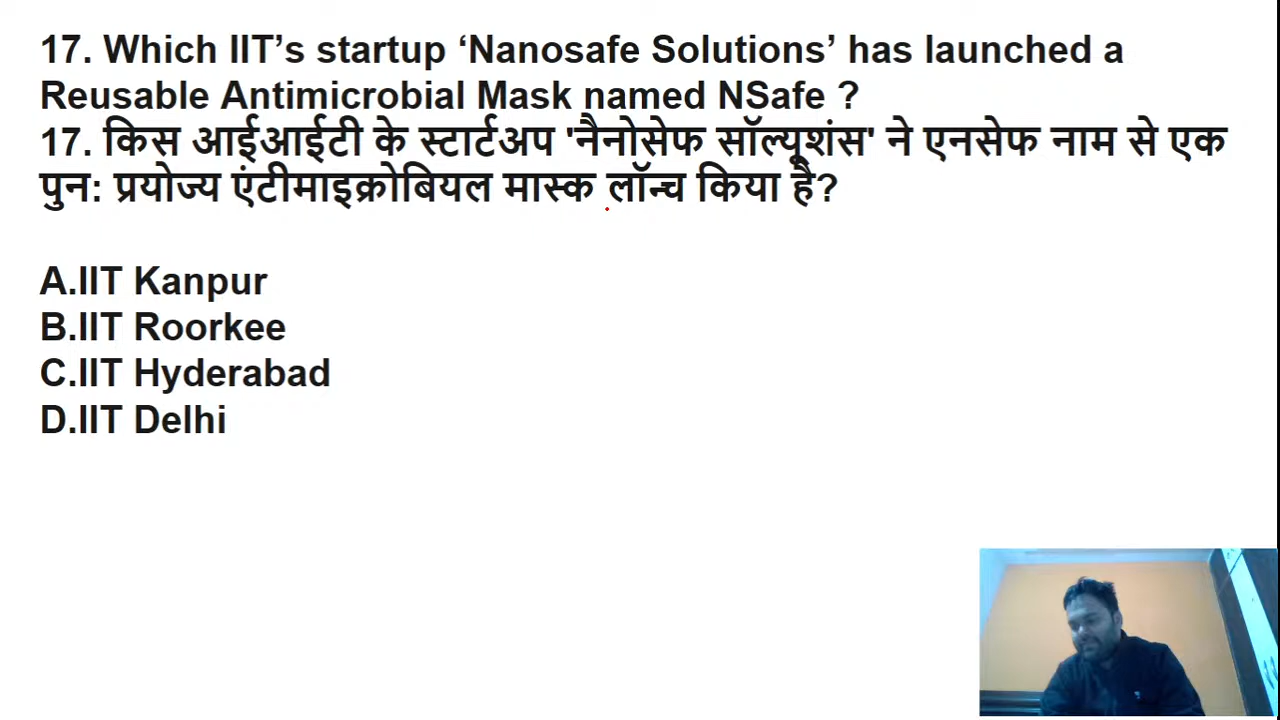 17. Which IIT’s startup ‘Nanosafe Solutions’ has launched a
Reusable Antimicrobial Mask named NSafe ?
17. किस आईआईटी के स्टार्टअप 'नैनोसेफ सॉल्यूशंस' ने एनसेफ नाम से एक
पुन: प्रयोज्य एंटीमाइक्रोबियल मास्क लॉन्च किया है?
A.IIT Kanpur
B.IIT Roorkee
C.IIT Hyderabad
D.IIT Delhi